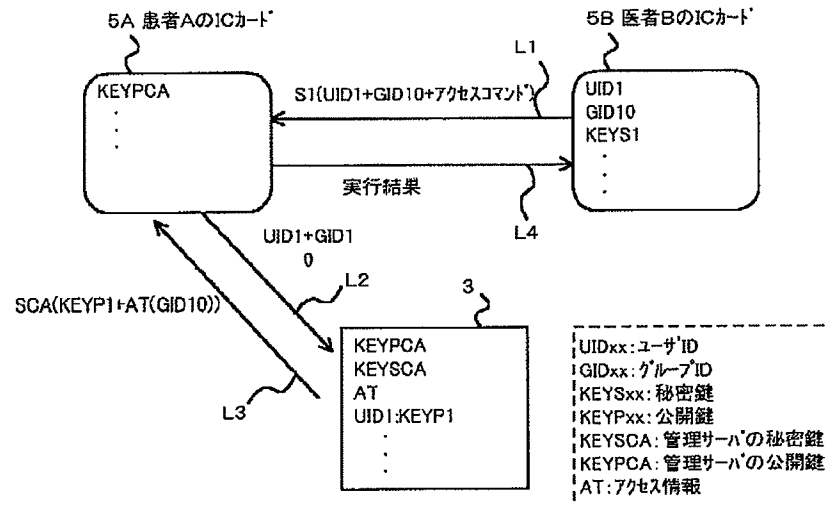 5A 患者AのICカード
5B 医者BのICカード
L1
KEYPCA
S1(UID1+GID10+アクセスコマンド)
UID1
GID10
KEYS1
実行結果
L4
UID1+GID1
0
L2
SCA(KEYP1+AT(GID10))
L3
3
KEYPCA
KEYSCA
AT
UID1:KEYP1
UIDxx:ユーザID
GIDxx:グループID
KEYSxx:秘密鍵
KEYPxx:公開鍵
KEYSCA:管理サーバの秘密鍵
KEYPCA:管理サーバの公開鍵
AT:アクセス情報